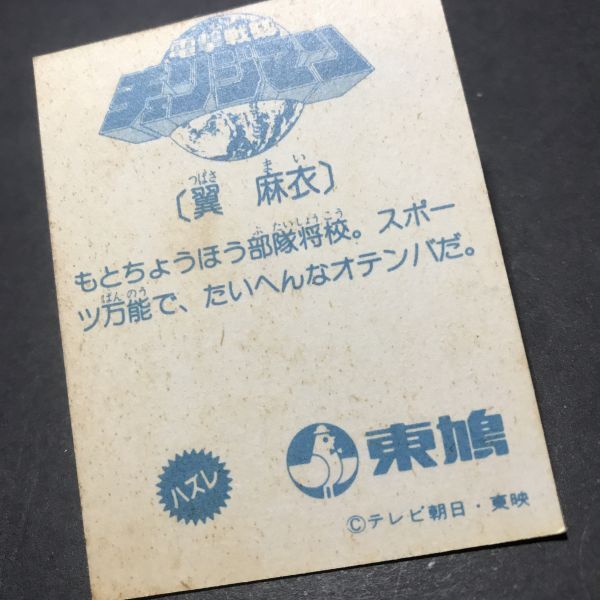 電撃戦隊
チェンジマン
つばさ まい
〔翼 麻衣〕
ぶ たいしょうこう
もとちょうほう部隊将校。スポー
ばんのう
ツ万能で、たいへんなオテンバだ。
東鳩
ハズレ
©テレビ朝日・東映